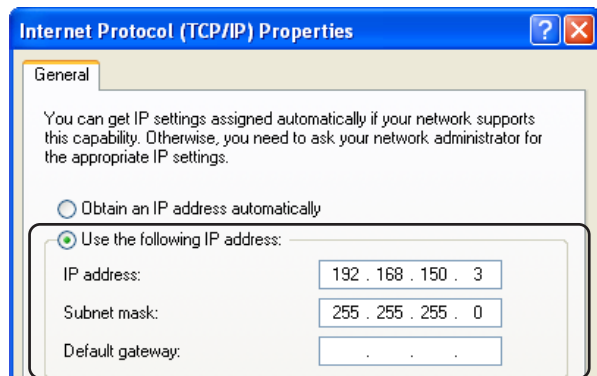 Internet Protocol (TCP/IP) Properties
General
You can get IP settings assigned automatically if your network supports
this capability. Otherwise, you need to ask your network administrator for
the appropriate IP settings.
Obtain an IP address automatically
Use the following IP address:
IP address: 192 . 168 . 150 . 3
Subnet mask: 255 . 255 . 255 . 0
Default gateway: . . .